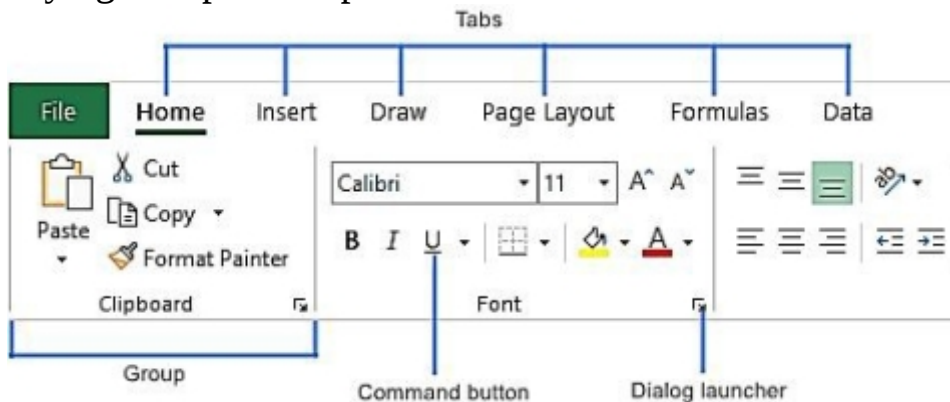 Tabs
File Home Insert Draw Page Layout Formulas Data
Cut
Calibri 11 A A
Copy
Paste
B I U A
Format Painter
Clipboard Font
Group
Command button Dialog launcher